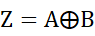 Z = A⊕B